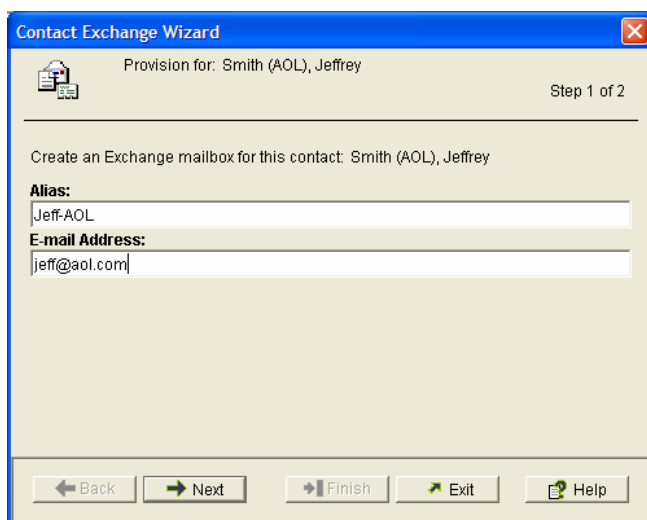 Contact Exchange Wizard
Provision for: Smith (AOL), Jeffrey
Step 1 of 2
Create an Exchange mailbox for this contact: Smith (AOL), Jeffrey
Alias:
Jeff-AOL
E-mail Address:
jeff@aol.com
Back Next Finish Exit Help